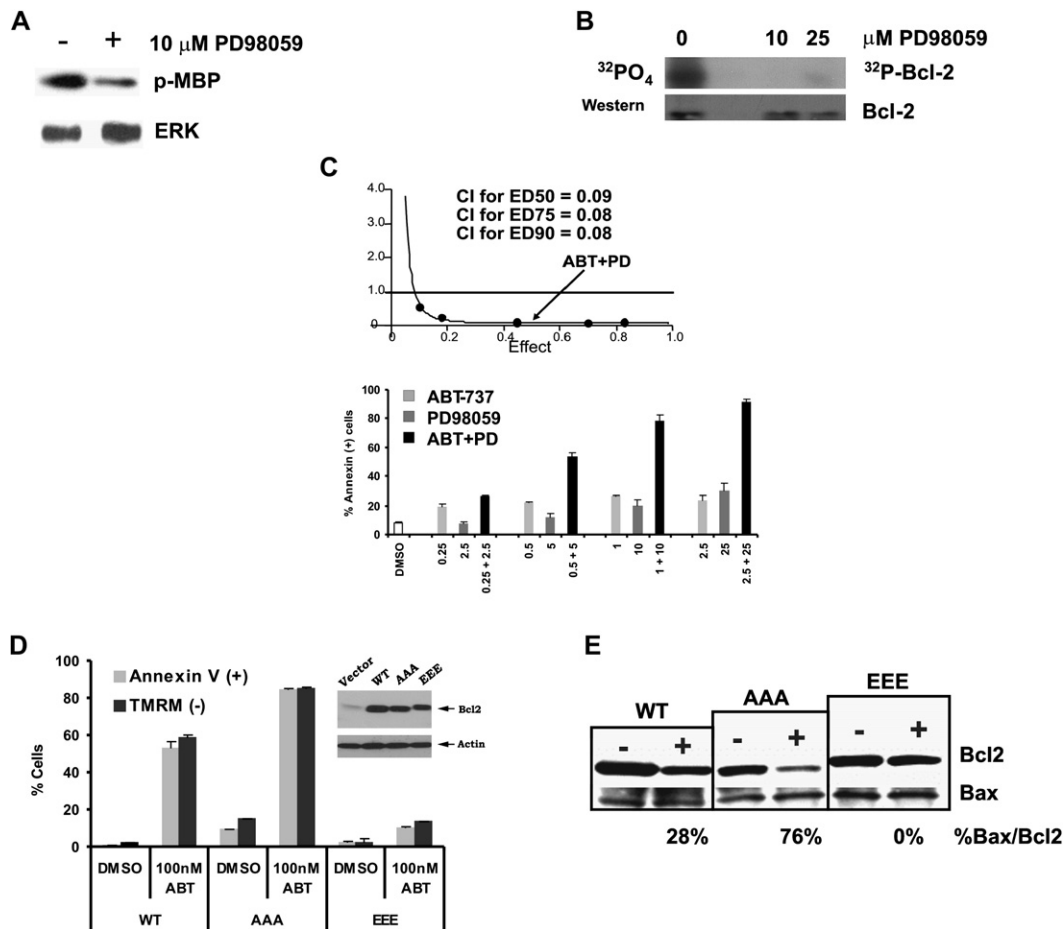 A
- + 10 μM PD98059
p-MBP
ERK
B
0 10 25 μM PD98059
³²PO₄ ³²P-Bcl-2
Western Bcl-2
C
4.0
3.0
2.0
1.0
0
CI for ED50 = 0.09
CI for ED75 = 0.08
CI for ED90 = 0.08
ABT+PD
0 0.2 0.4 0.6 0.8 1.0
Effect
% Annexin (+) cells
100
80
60
40
20
0
ABT-737
PD98059
ABT+PD
DMSO 0.25 2.5 0.25 + 2.5 0.5 5 0.5 + 5 1 10 1 + 10 2.5 25 2.5 + 25
D
% Cells
100
80
60
40
20
0
Annexin V (+)
TMRM (-)
Vector WT AAA EEE
Bcl2
Actin
DMSO 100nM ABT DMSO 100nM ABT DMSO 100nM ABT
WT AAA EEE
E
WT AAA EEE
- + - + - +
Bcl2
Bax
28% 76% 0% %Bax/Bcl2